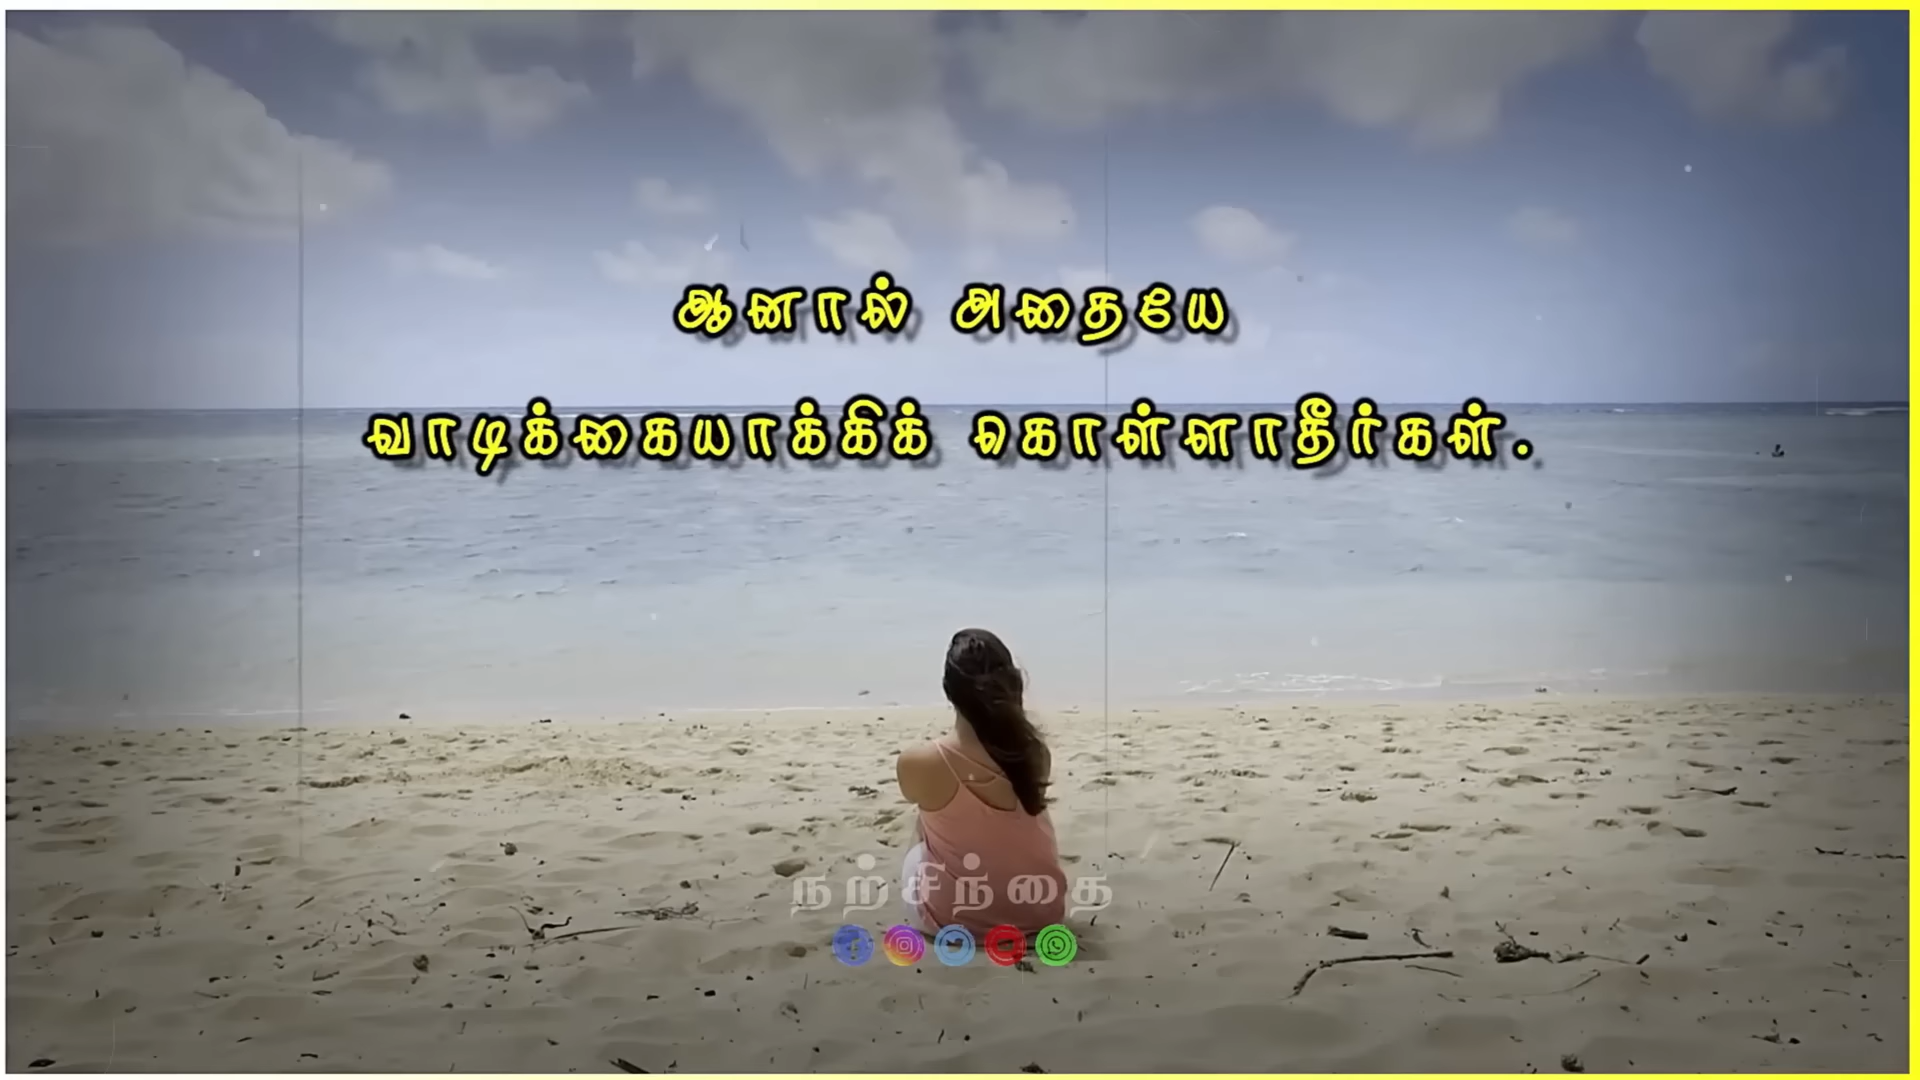 ஆனால் அதையே
வாடிக்கையாக்கிக் கொள்ளாதீர்கள்.
நற்சிந்தை